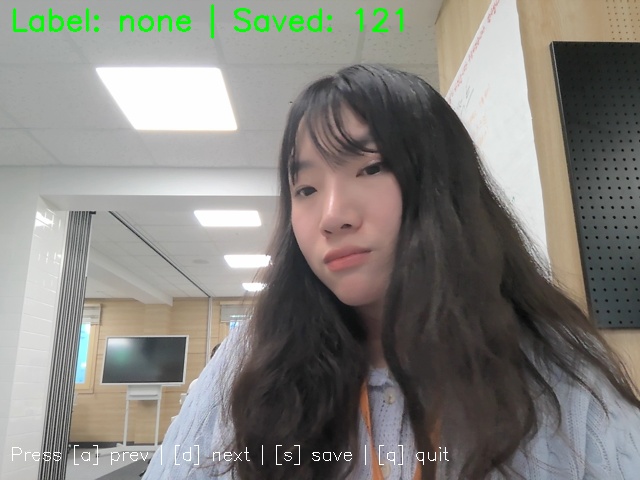 Label: none | Saved: 121
Press [a] prev | [d] next | [s] save | [q] quit